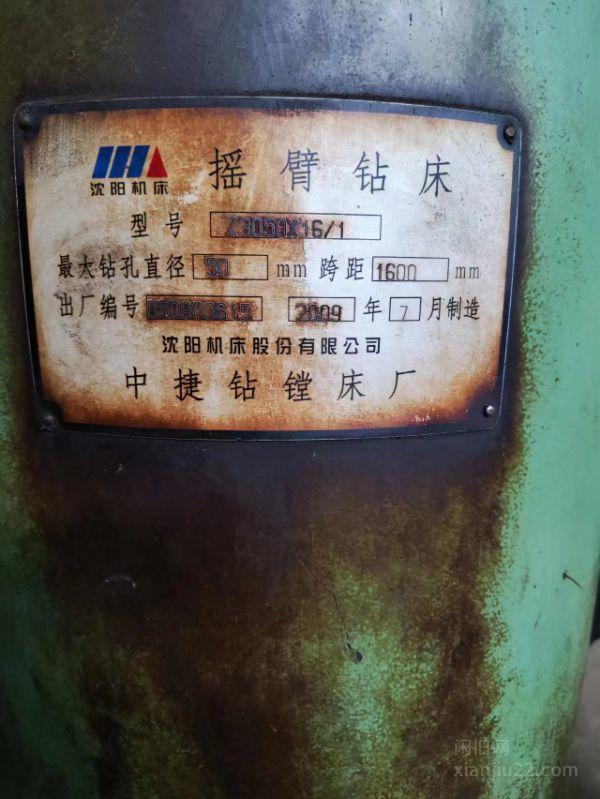 沈阳机床
摇臂钻床
型号 Z3050X16/1
最大钻孔直径 50 mm 跨距 1600 mm
出厂编号 2009 年 7 月制造
沈阳机床股份有限公司
中捷钻镗床厂
闲旧网
xianjiu22.com